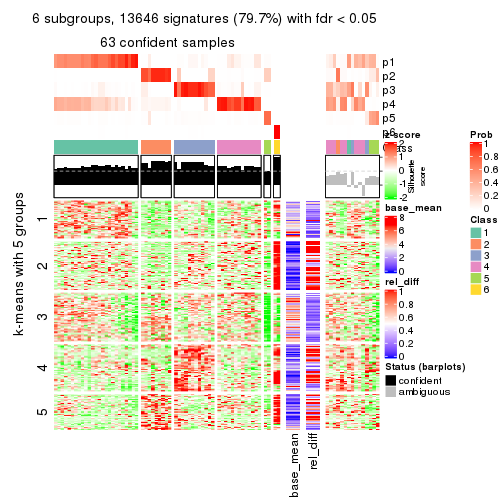 6 subgroups, 13646 signatures (79.7%) with fdr < 0.05
63 confident samples
p1
p2
p3
p4
p5
p6
Class
z-score
2
1
0
-1
-2
Silhouette
score
Prob
1
0.8
0.6
0.4
0.2
0
base_mean
8
6
4
2
0
Class
1
2
3
4
5
6
rel_diff
1
0.8
0.6
0.4
0.2
0
Status (barplots)
confident
ambiguous
k-means with 5 groups
1
2
3
4
5
base_mean
rel_diff